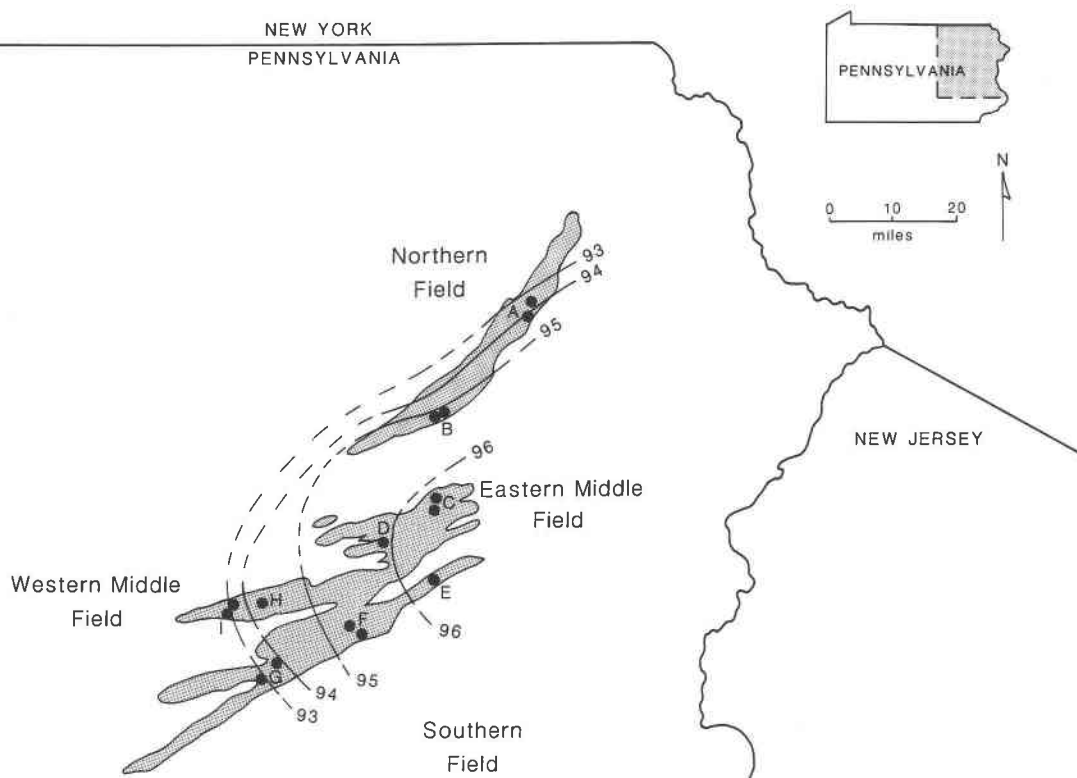 NEW YORK
PENNSYLVANIA
PENNSYLVANIA
N
0 10 20
miles
Northern
Field
93
94
95
A
B
NEW JERSEY
96
Eastern Middle
Field
C
D
Western Middle
Field
E
H
I
F
96
G
95
94
93
Southern
Field